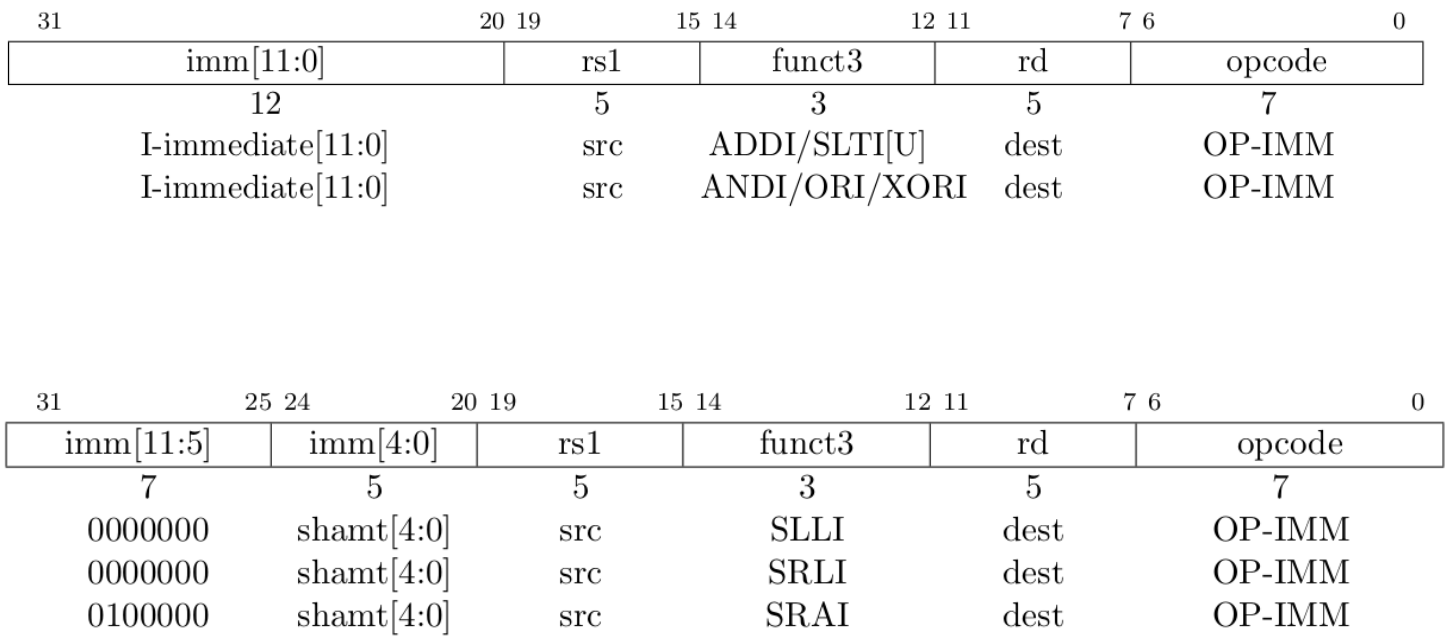 31 20 19 15 14 12 11 7 6 0
imm[11:0] rs1 funct3 rd opcode
12 5 3 5 7
I-immediate[11:0] src ADDI/SLTI[U] dest OP-IMM
I-immediate[11:0] src ANDI/ORI/XORI dest OP-IMM
31 25 24 20 19 15 14 12 11 7 6 0
imm[11:5] imm[4:0] rs1 funct3 rd opcode
7 5 5 3 5 7
0000000 shamt[4:0] src SLLI dest OP-IMM
0000000 shamt[4:0] src SRLI dest OP-IMM
0100000 shamt[4:0] src SRAI dest OP-IMM